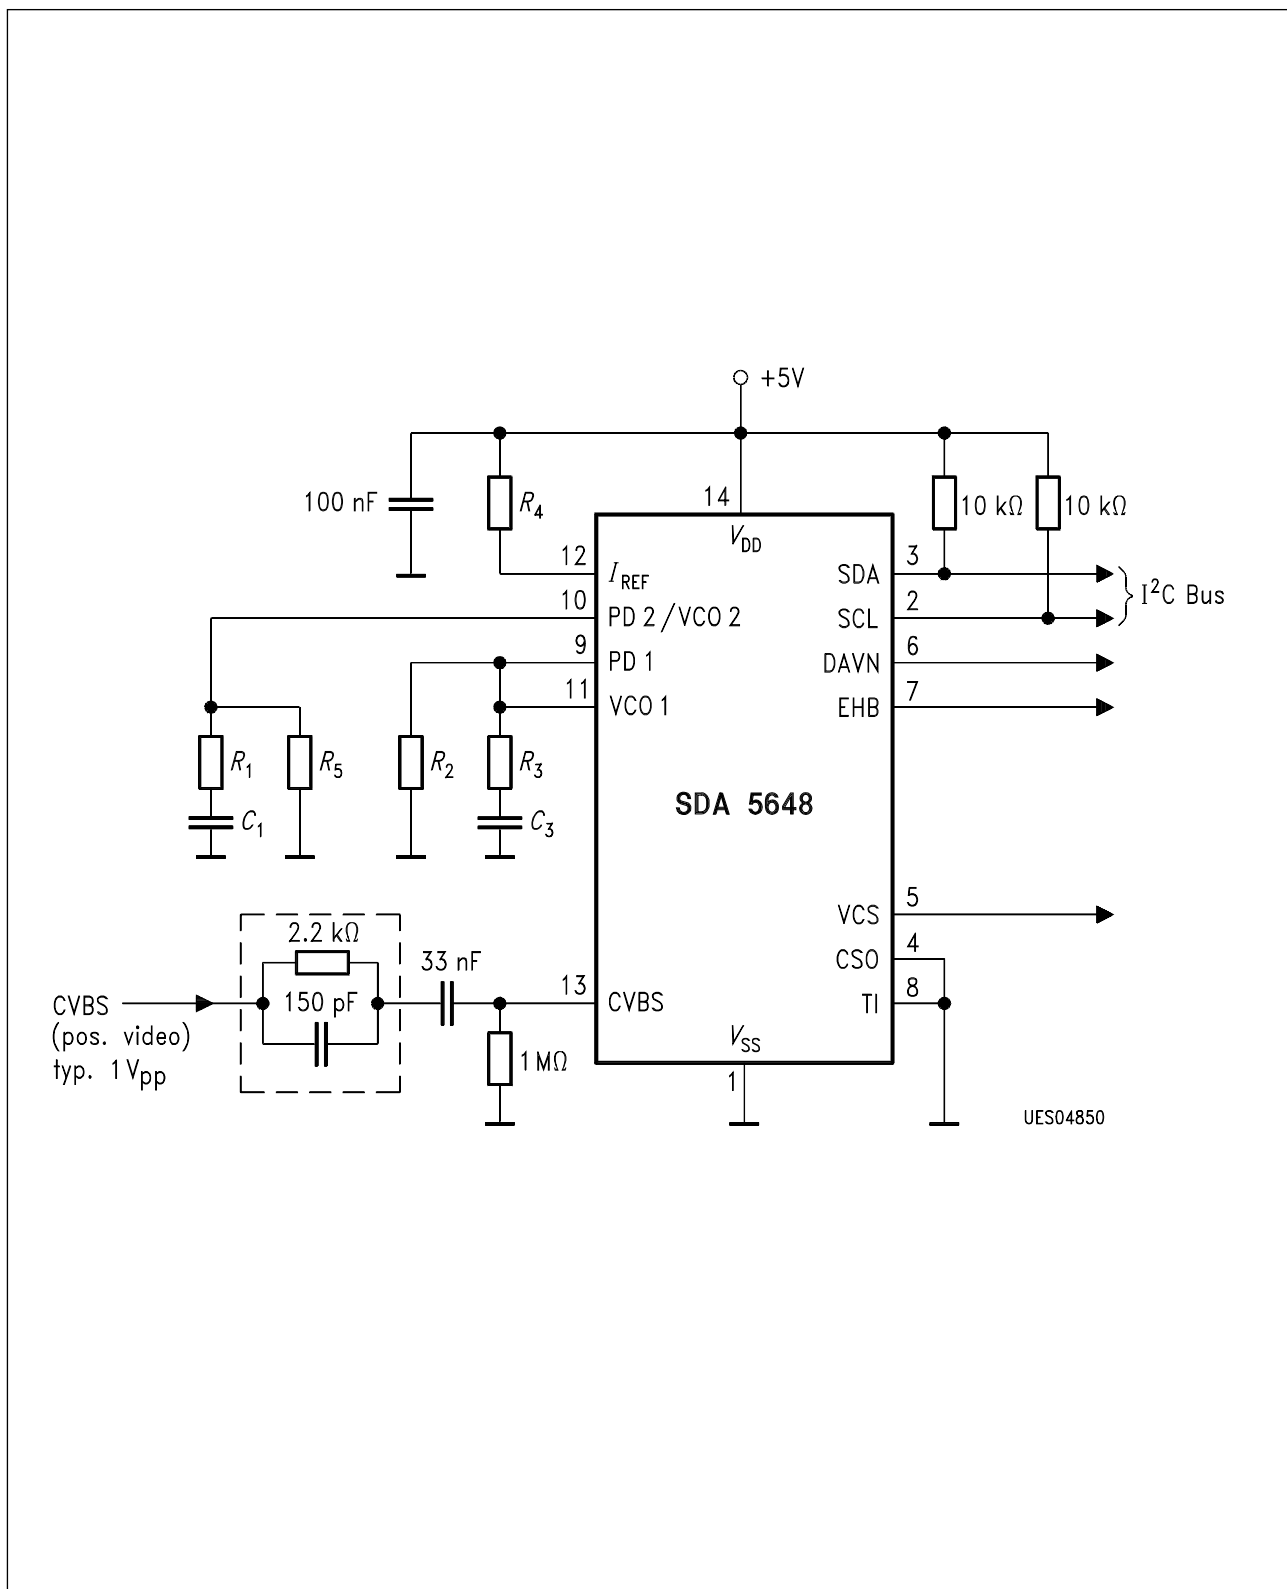 +5V
100 nF
R4
14
VDD
10 kΩ
10 kΩ
12
IREF
SDA
3
I²C Bus
10
PD 2/VCO 2
SCL
2
9
PD 1
DAVN
6
11
VCO 1
EHB
7
R1
R5
R2
R3
C1
C3
SDA 5648
VCS
5
2.2 kΩ
150 pF
33 nF
CSO
4
CVBS
(pos. video)
typ. 1 Vpp
13
CVBS
TI
8
1 MΩ
VSS
1
UES04850